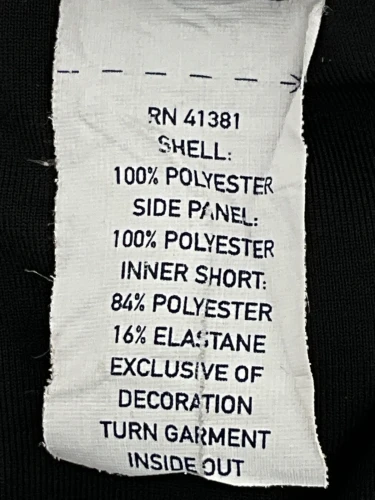 RN 41381
SHELL:
100% POLYESTER
SIDE PANEL:
100% POLYESTER
INNER SHORT:
84% POLYESTER
16% ELASTANE
EXCLUSIVE OF
DECORATION
TURN GARMENT
INSIDE OUT